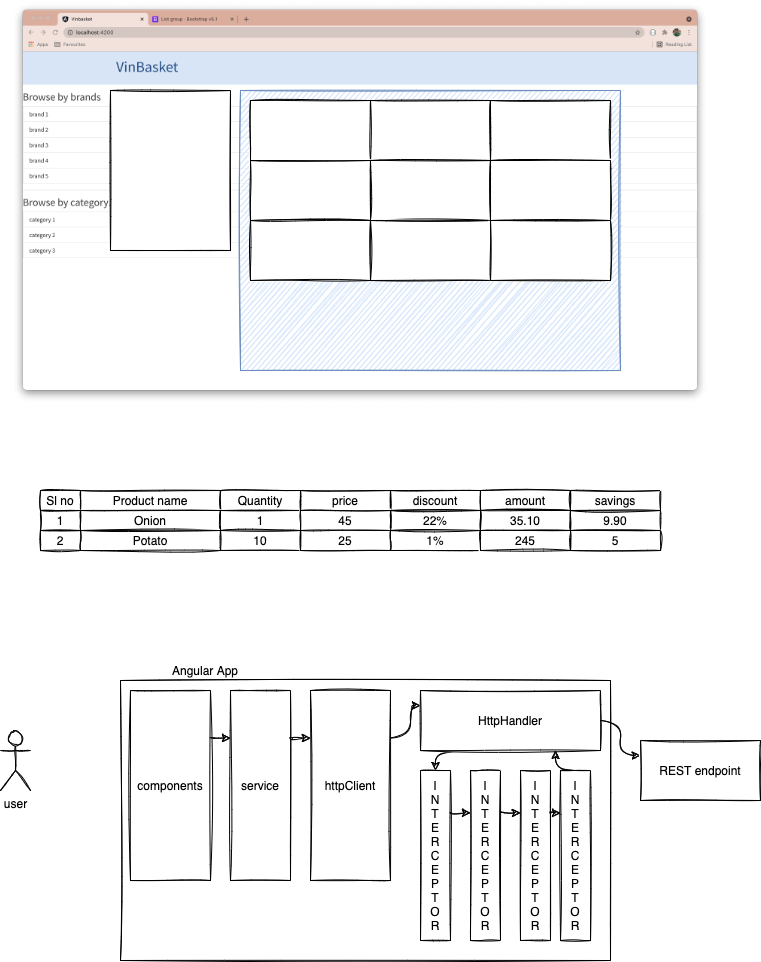 Vinbasket
List group · Bootstrap v5.1
localhost:4200
Apps Favourites Reading List
VinBasket
Browse by brands
brand 1
brand 2
brand 3
brand 4
brand 5
Browse by category
category 1
category 2
category 3
Sl no Product name Quantity price discount amount savings
1 Onion 1 45 22% 35.10 9.90
2 Potato 10 25 1% 245 5
Angular App
components
service
httpClient
HttpHandler
REST endpoint
user
INTERCEPTOR
INTERCEPTOR
INTERCEPTOR
INTERCEPTOR